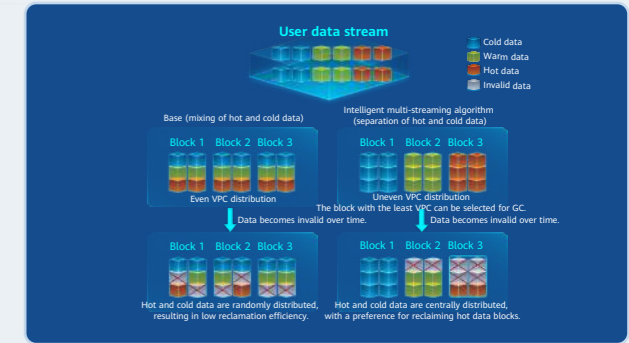 User data stream
Cold data
Warm data
Hot data
Invalid data
Base (mixing of hot and cold data)
Block 1 Block 2 Block 3
Even VPC distribution
Data becomes invalid over time.
Block 1 Block 2 Block 3
Hot and cold data are randomly distributed,
resulting in low reclamation efficiency.
Intelligent multi-streaming algorithm
(separation of hot and cold data)
Block 1 Block 2 Block 3
Uneven VPC distribution
The block with the least VPC can be selected for GC.
Data becomes invalid over time.
Block 1 Block 2 Block 3
Hot and cold data are centrally distributed,
with a preference for reclaiming hot data blocks.